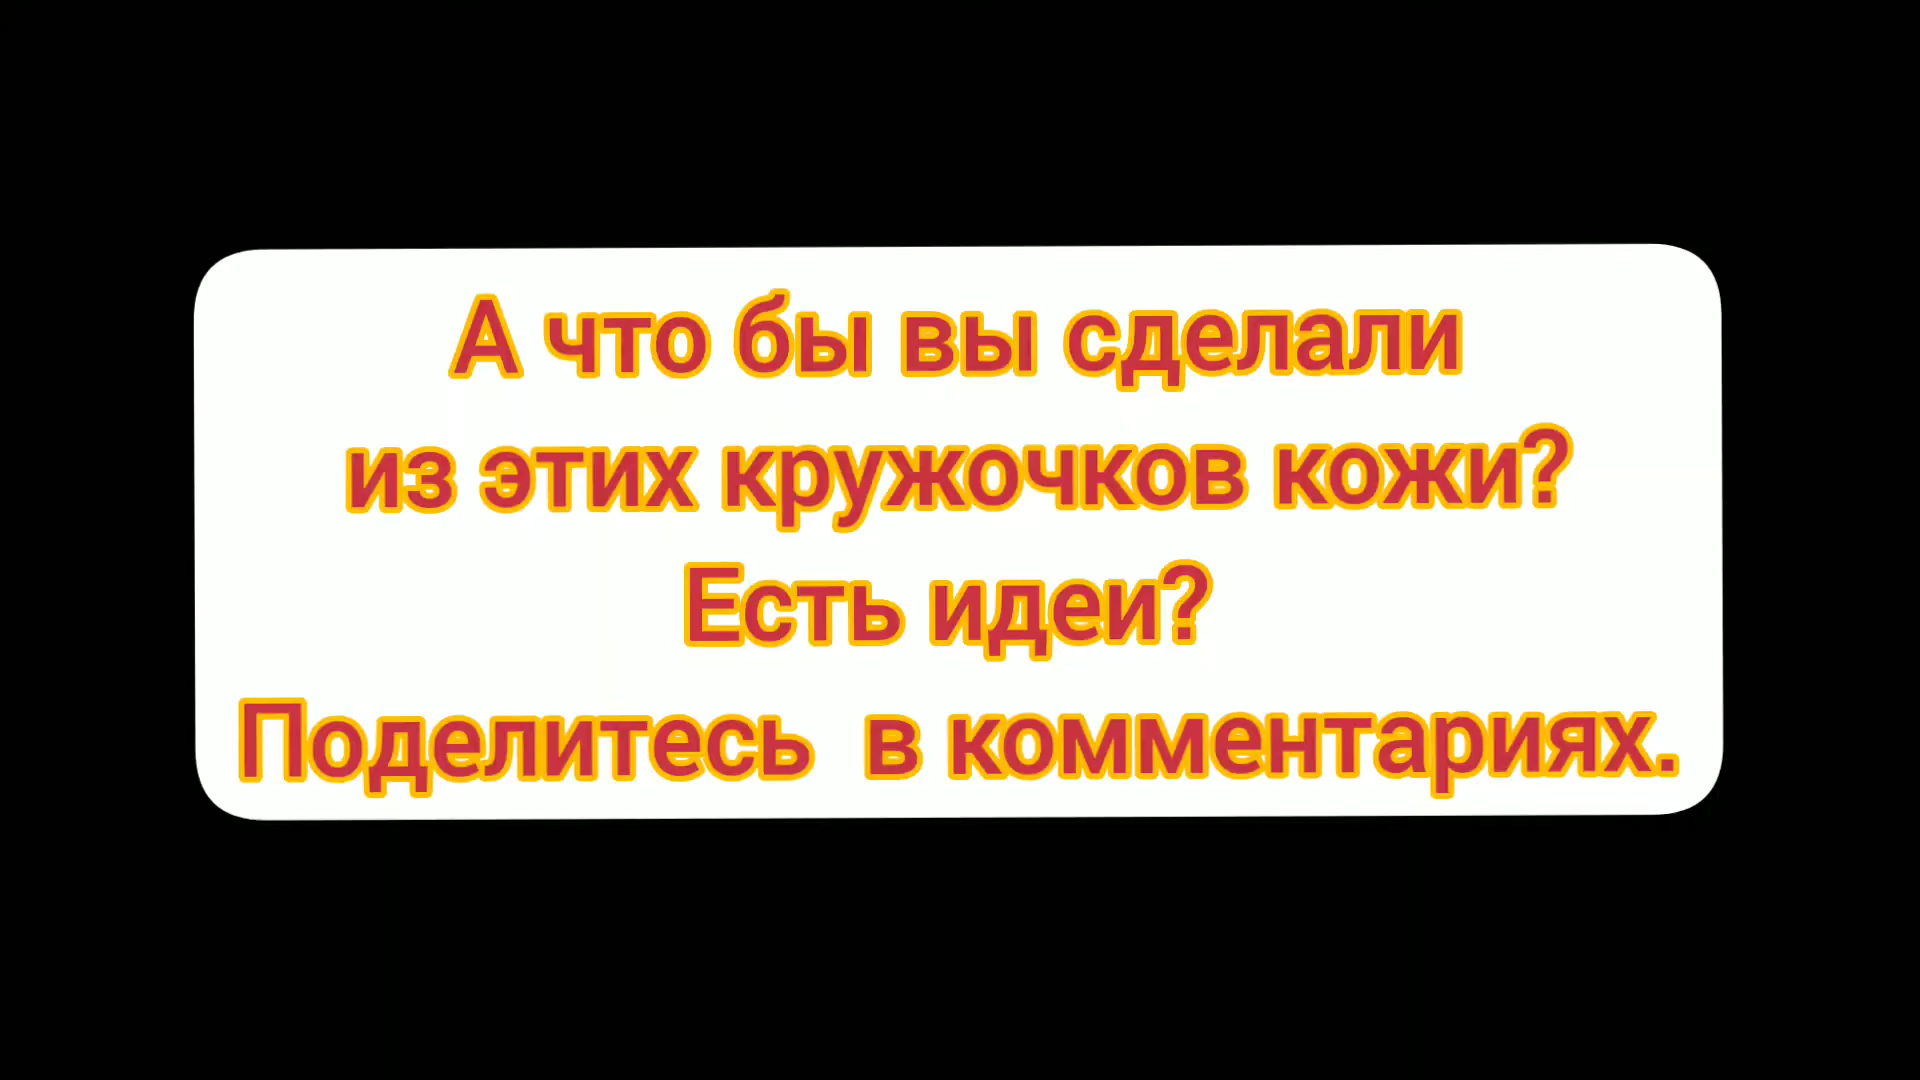 А что бы вы сделали
из этих кружочков кожи?
Есть идеи?
Поделитесь в комментариях.